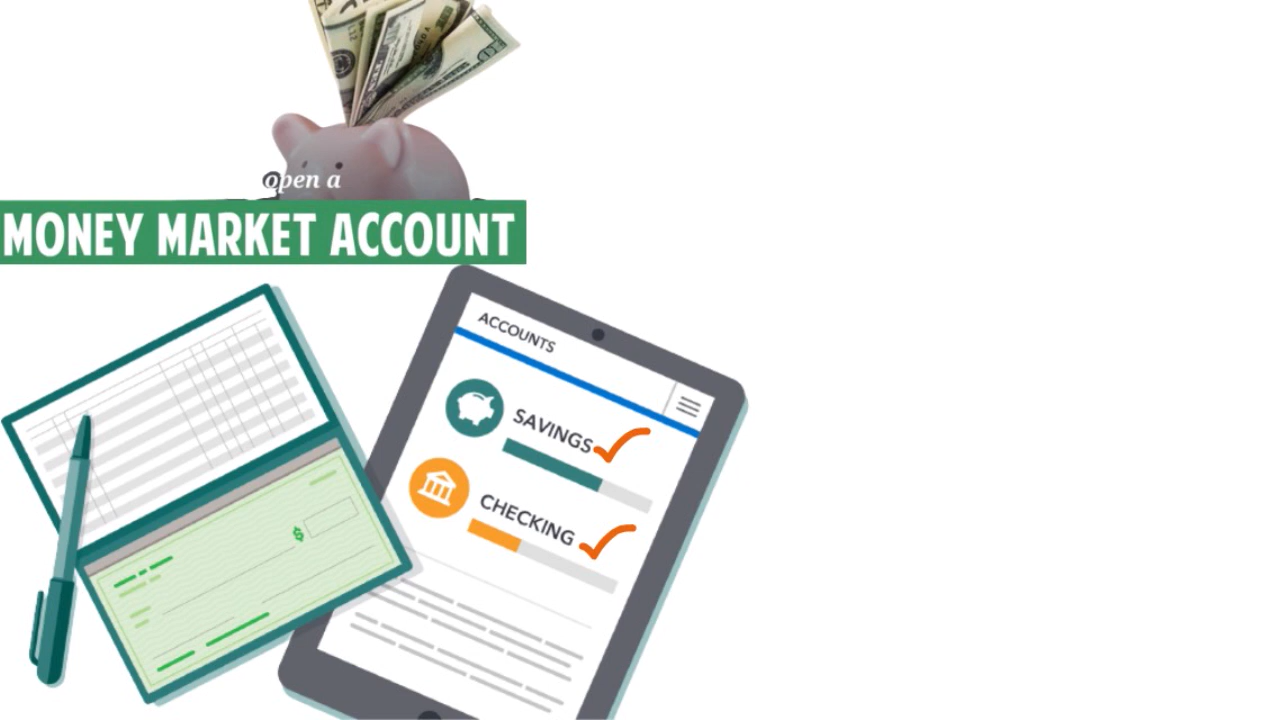 open a
MONEY MARKET ACCOUNT
ACCOUNTS
SAVINGS
CHECKING
$